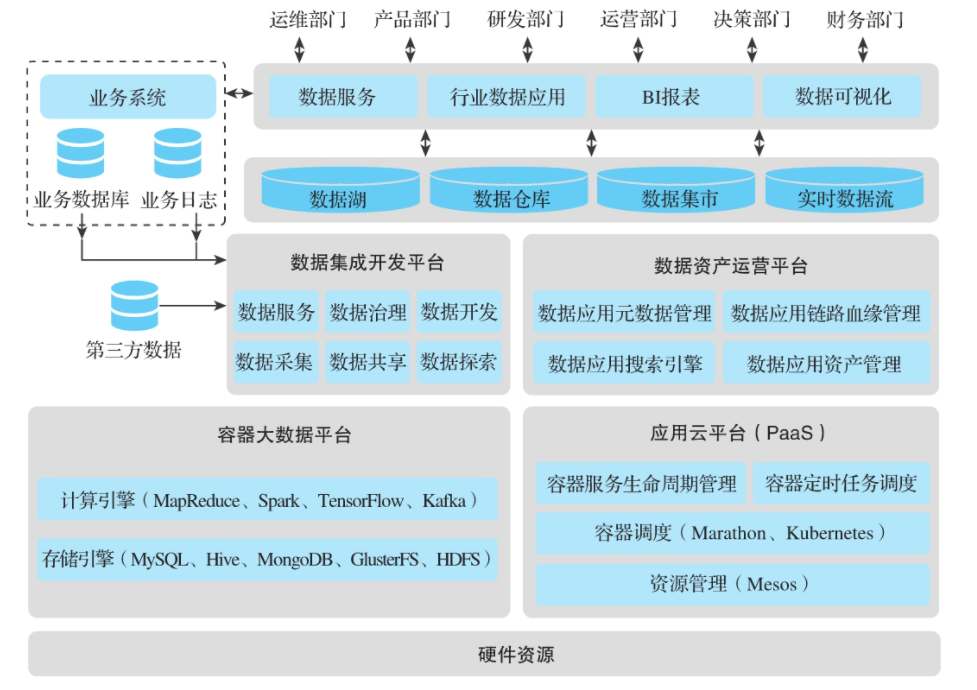 运维部门 产品部门 研发部门 运营部门 决策部门 财务部门
业务系统
数据服务 行业数据应用 BI报表 数据可视化
业务数据库 业务日志
数据湖 数据仓库 数据集市 实时数据流
数据集成开发平台
数据服务 数据治理 数据开发
数据采集 数据共享 数据探索
第三方数据
数据资产运营平台
数据应用元数据管理 数据应用链路血缘管理
数据应用搜索引擎 数据应用资产管理
容器大数据平台
计算引擎（MapReduce、Spark、TensorFlow、Kafka）
存储引擎（MySQL、Hive、MongoDB、GlusterFS、HDFS）
应用云平台（PaaS）
容器服务生命周期管理 容器定时任务调度
容器调度（Marathon、Kubernetes）
资源管理（Mesos）
硬件资源